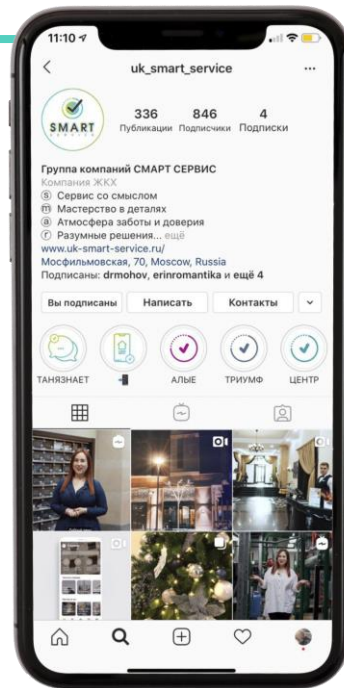 11:10
uk_smart_service
336 846 4
Публикации Подписчики Подписки
SMART
SERVICE
Группа компаний СМАРТ СЕРВИС
Компания ЖКХ
ⓢ Сервис со смыслом
ⓜ Мастерство в деталях
ⓐ Атмосфера заботы и доверия
ⓡ Разумные решения... ещё
www.uk-smart-service.ru/
Мосфильмовская, 70, Moscow, Russia
Подписаны: drmohov, erinromantika и ещё 4
Вы подписаны Написать Контакты
ТАНЯЗНАЕТ АЛЫЕ ТРИУМФ ЦЕНТР